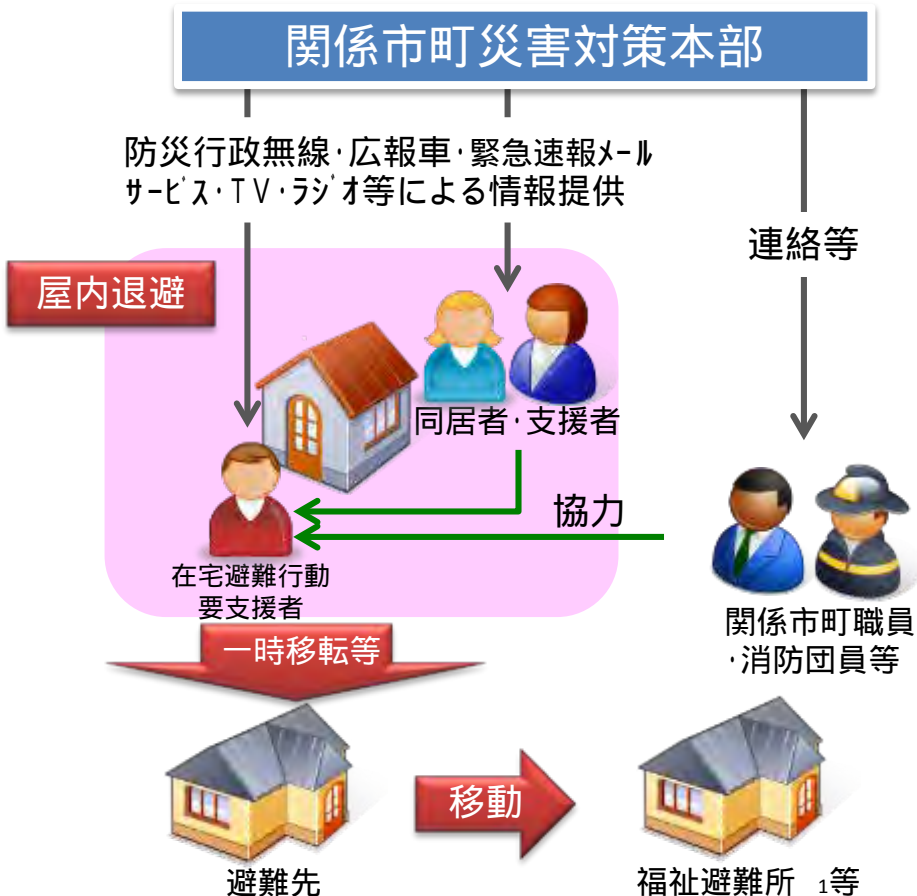 関係市町災害対策本部
防災行政無線・広報車・緊急速報メール
サービス・TV・ラジオ等による情報提供
連絡等
屋内退避
同居者・支援者
協力
在宅避難行動
要支援者
関係市町職員
・消防団員等
一時移転等
移動
避難先
福祉避難所 1等